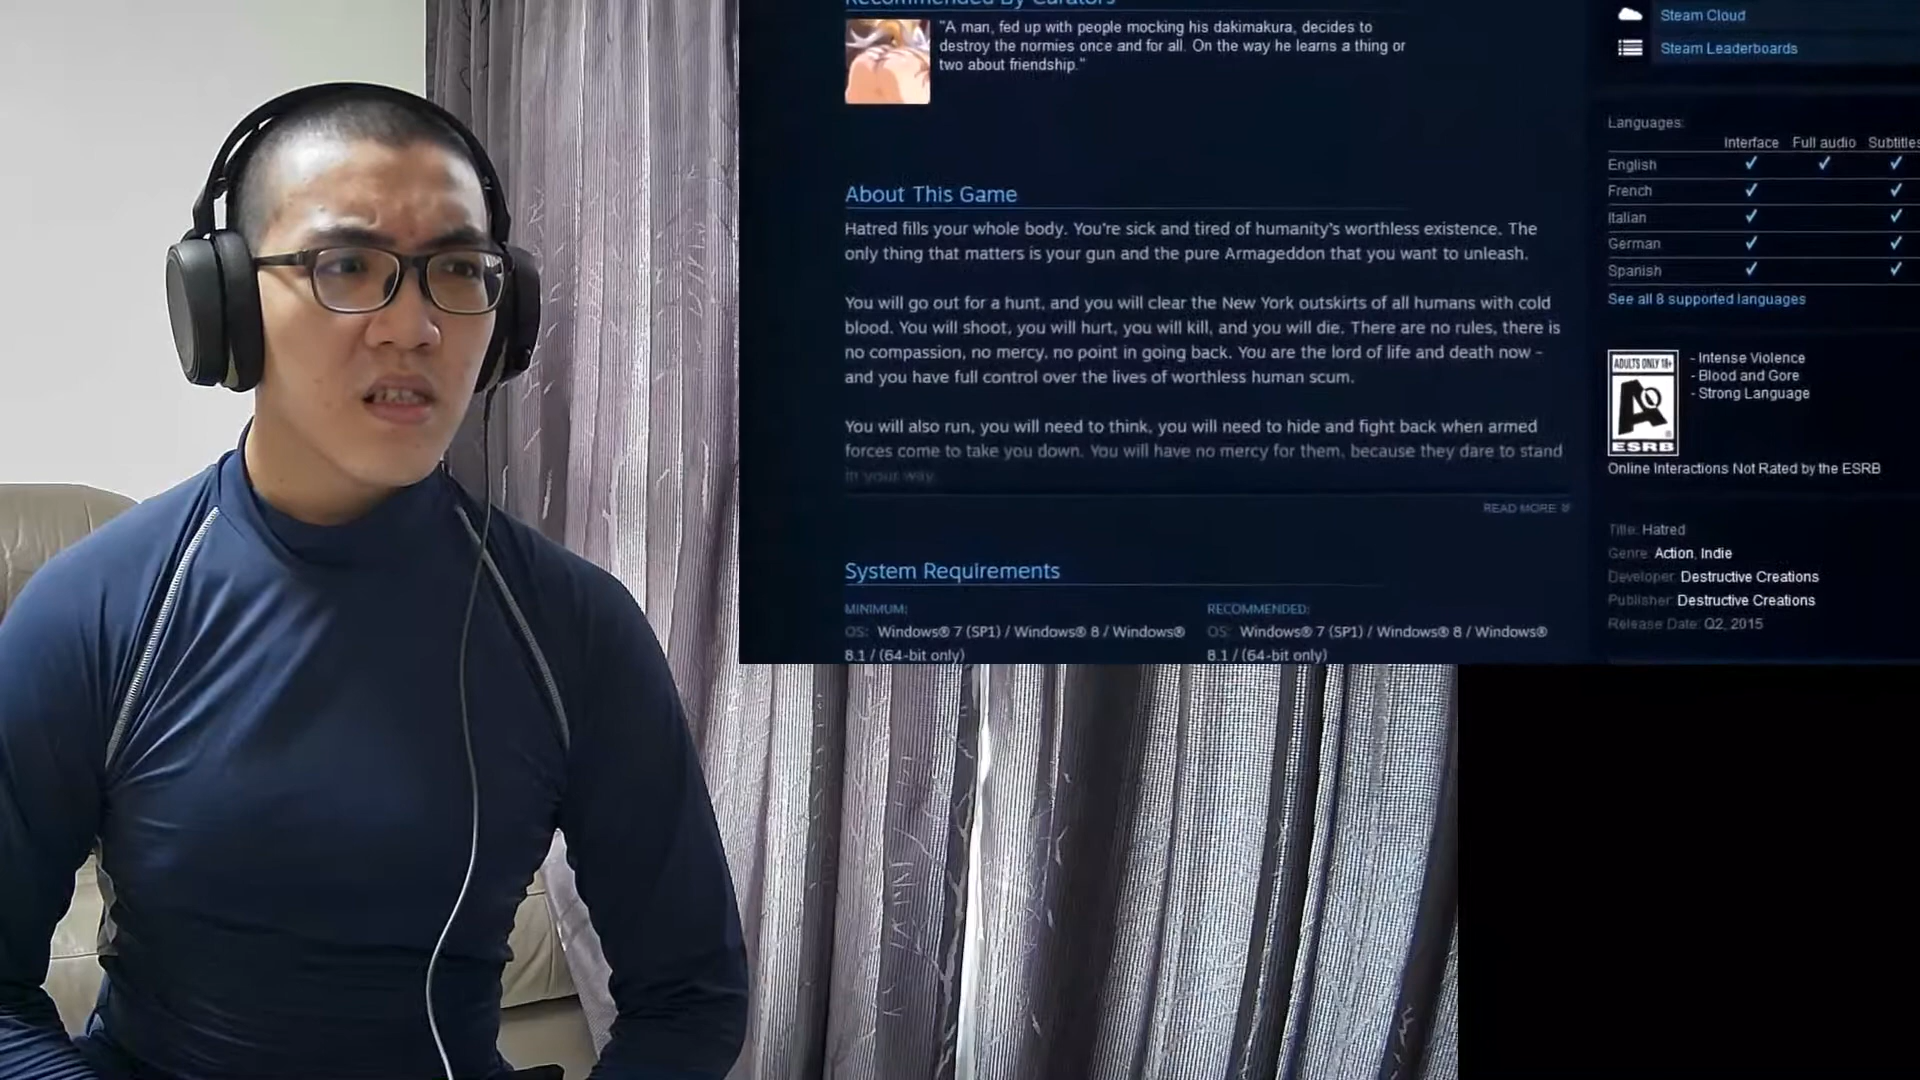 Recommended By Curators
"A man, fed up with people mocking his dakimakura, decides to
destroy the normies once and for all. On the way he learns a thing or
two about friendship."
About This Game
Hatred fills your whole body. You're sick and tired of humanity's worthless existence. The
only thing that matters is your gun and the pure Armageddon that you want to unleash.
You will go out for a hunt, and you will clear the New York outskirts of all humans with cold
blood. You will shoot, you will hurt, you will kill, and you will die. There are no rules, there is
no compassion, no mercy, no point in going back. You are the lord of life and death now -
and you have full control over the lives of worthless human scum.
You will also run, you will need to think, you will need to hide and fight back when armed
forces come to take you down. You will have no mercy for them, because they dare to stand
in your way.
READ MORE
System Requirements
MINIMUM:
OS: Windows® 7 (SP1) / Windows® 8 / Windows®
8.1 / (64-bit only)
RECOMMENDED:
OS: Windows® 7 (SP1) / Windows® 8 / Windows®
8.1 / (64-bit only)
Steam Cloud
Steam Leaderboards
Languages:
Interface Full audio Subtitles
English ✓ ✓ ✓
French ✓ ✓
Italian ✓ ✓
German ✓ ✓
Spanish ✓ ✓
See all 8 supported languages
ADULTS ONLY 18+
AO
ESRB
- Intense Violence
- Blood and Gore
- Strong Language
Online Interactions Not Rated by the ESRB
Title: Hatred
Genre: Action, Indie
Developer: Destructive Creations
Publisher: Destructive Creations
Release Date: Q2, 2015